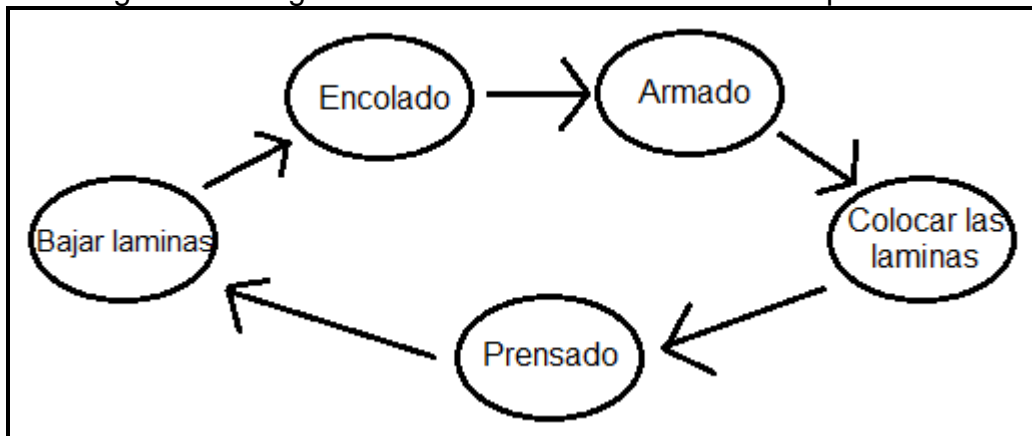 Encolado
Armado
Colocar las
laminas
Prensado
Bajar laminas